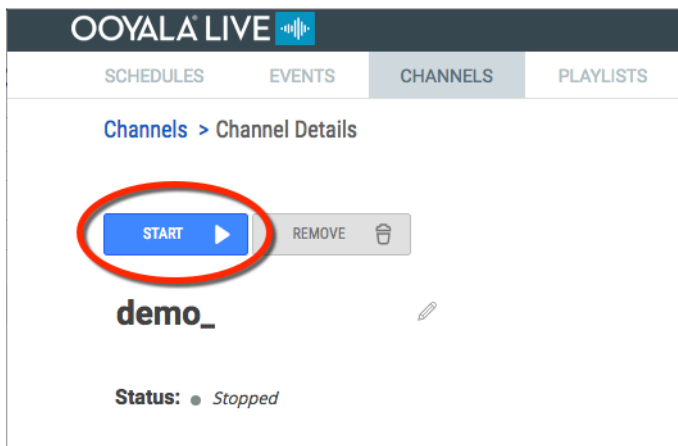 OOYALA LIVE
SCHEDULES EVENTS CHANNELS PLAYLISTS
Channels > Channel Details
START REMOVE
demo_
Status: Stopped